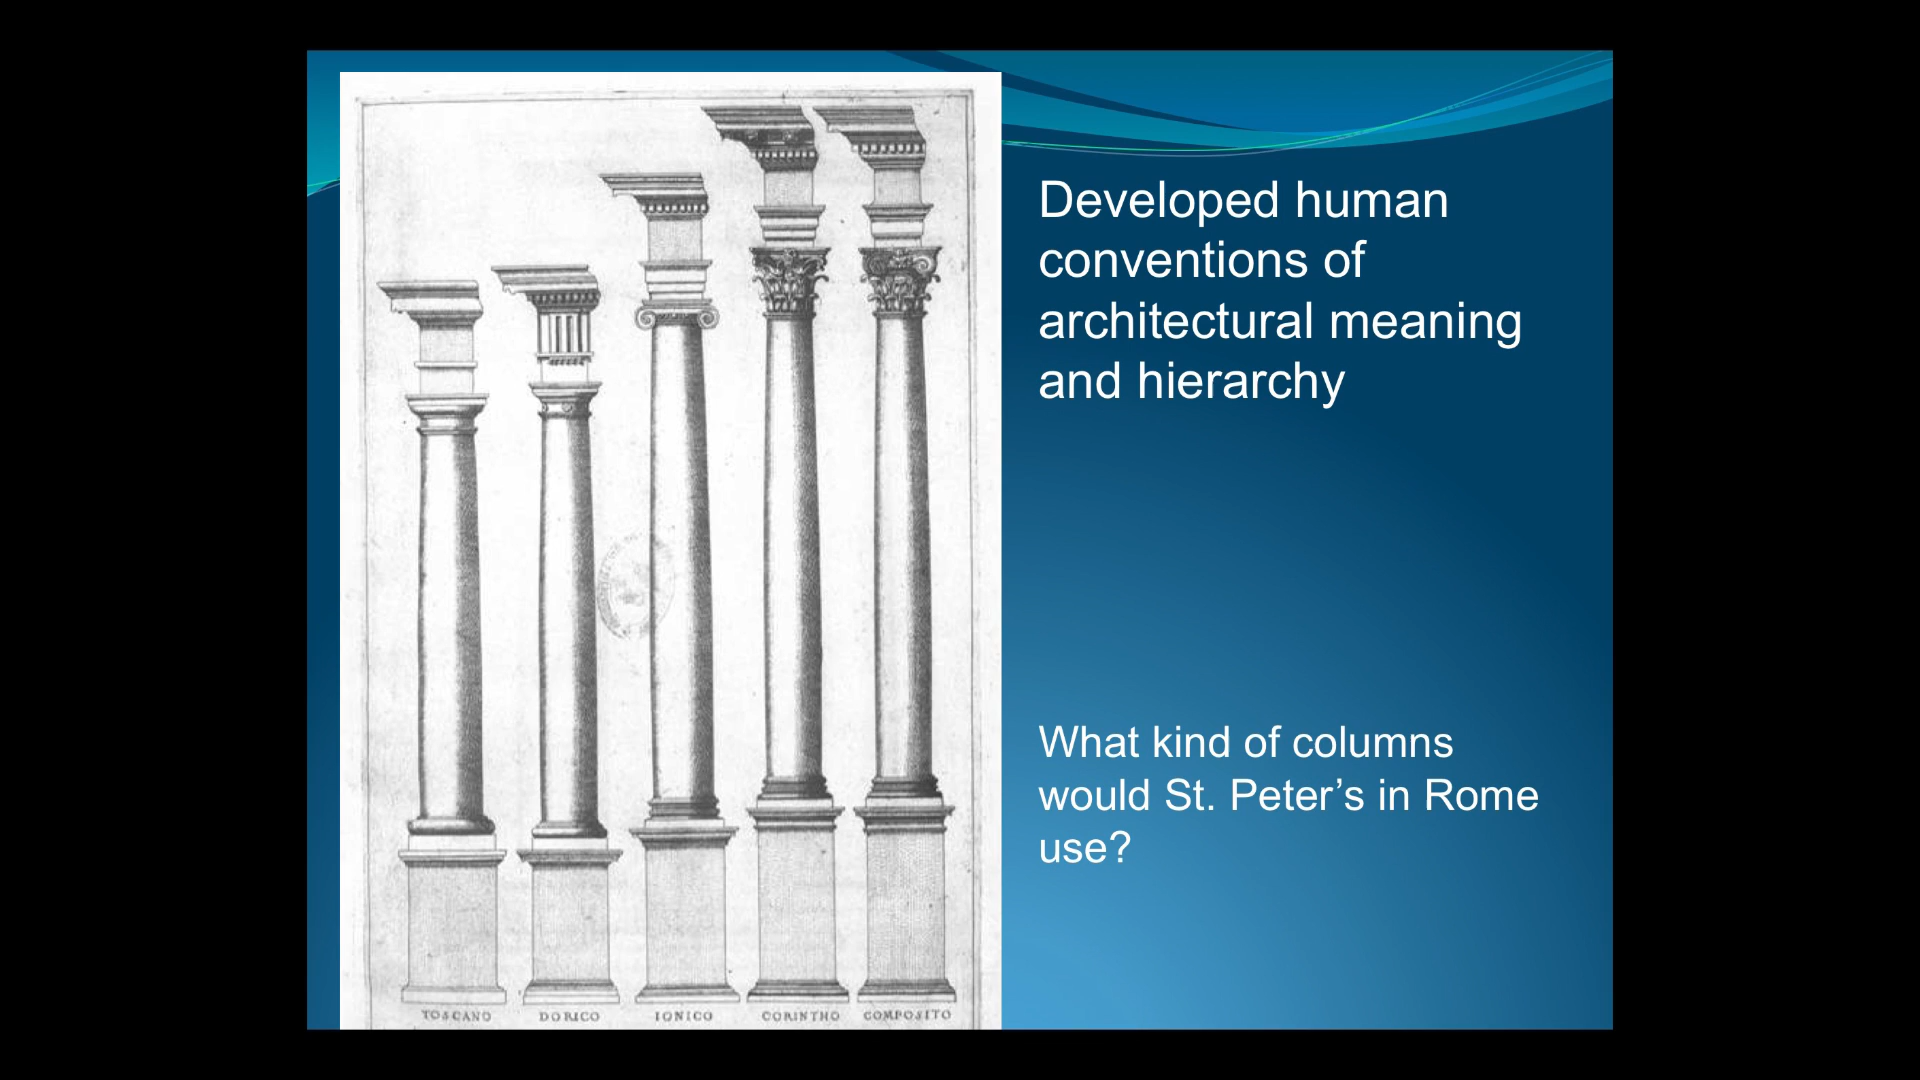 Developed human
conventions of
architectural meaning
and hierarchy
What kind of columns
would St. Peter’s in Rome
use?
TOSCANO DORICO IONICO CORINTHO COMPOSITO